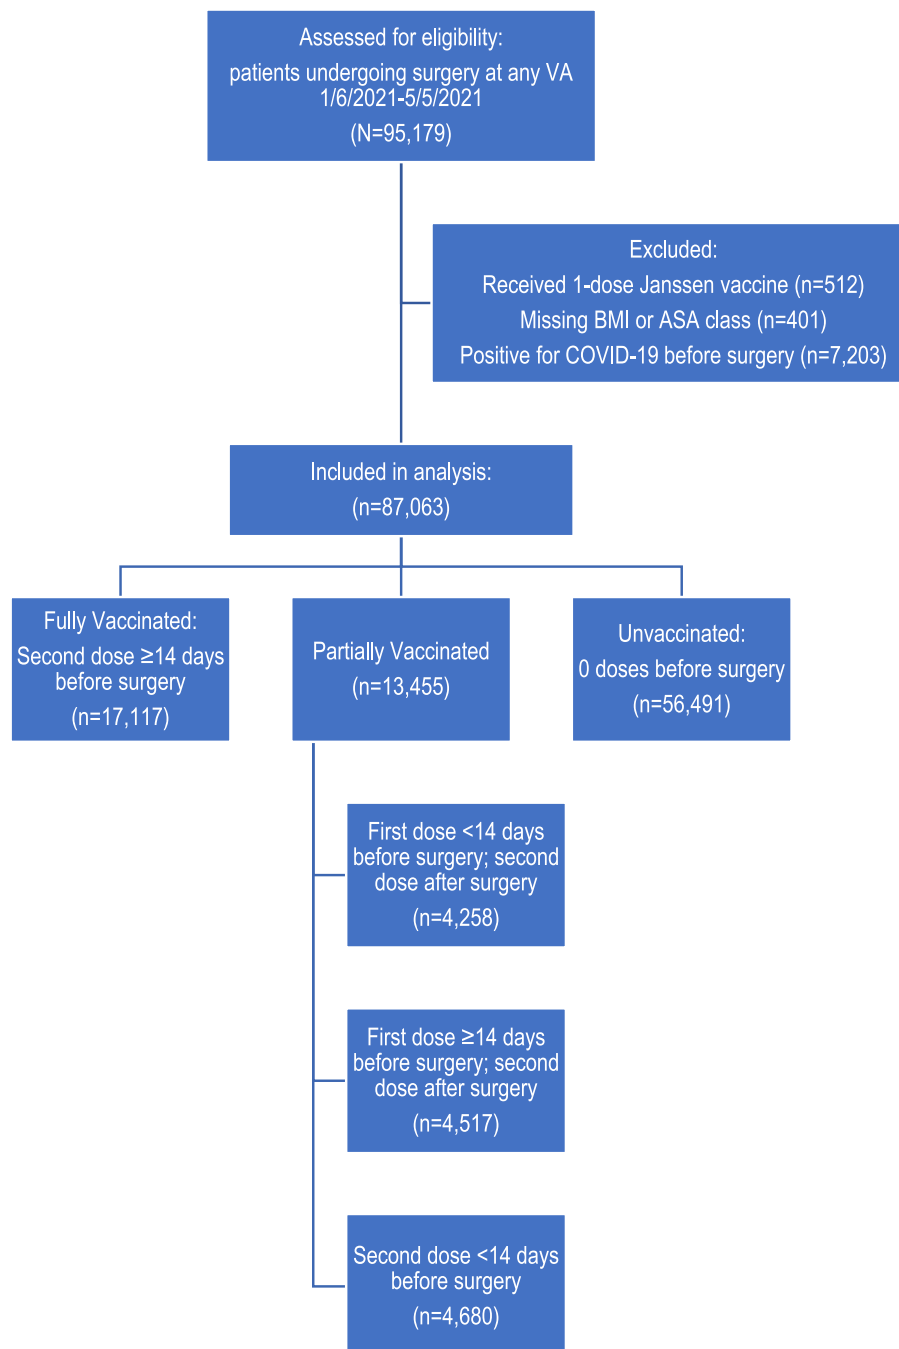 Assessed for eligibility:
patients undergoing surgery at any VA
1/6/2021-5/5/2021
(N=95,179)
Excluded:
Received 1-dose Janssen vaccine (n=512)
Missing BMI or ASA class (n=401)
Positive for COVID-19 before surgery (n=7,203)
Included in analysis:
(n=87,063)
Fully Vaccinated:
Second dose ≥14 days
before surgery
(n=17,117)
Partially Vaccinated
(n=13,455)
Unvaccinated:
0 doses before surgery
(n=56,491)
First dose <14 days
before surgery; second
dose after surgery
(n=4,258)
First dose ≥14 days
before surgery; second
dose after surgery
(n=4,517)
Second dose <14 days
before surgery
(n=4,680)